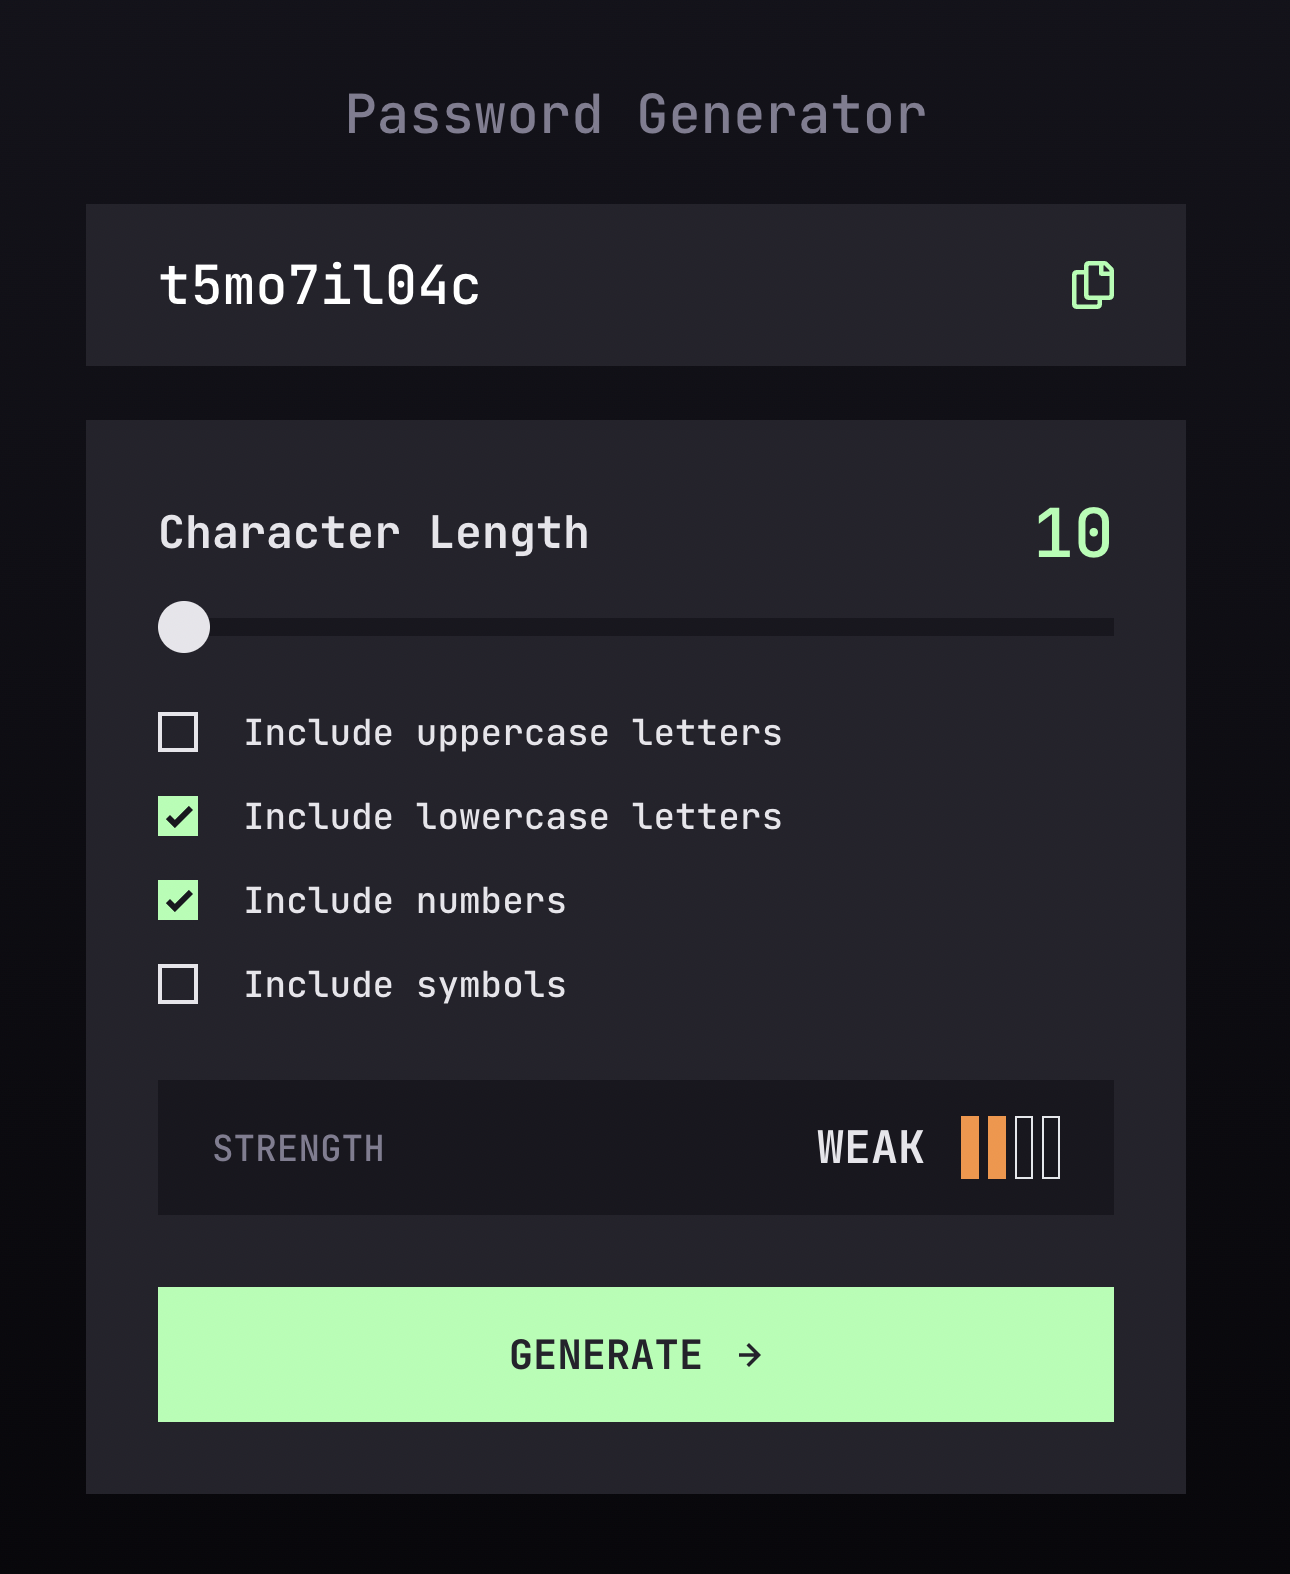 Password Generator
t5mo7il04c
Character Length 10
Include uppercase letters
Include lowercase letters
Include numbers
Include symbols
STRENGTH WEAK
GENERATE →